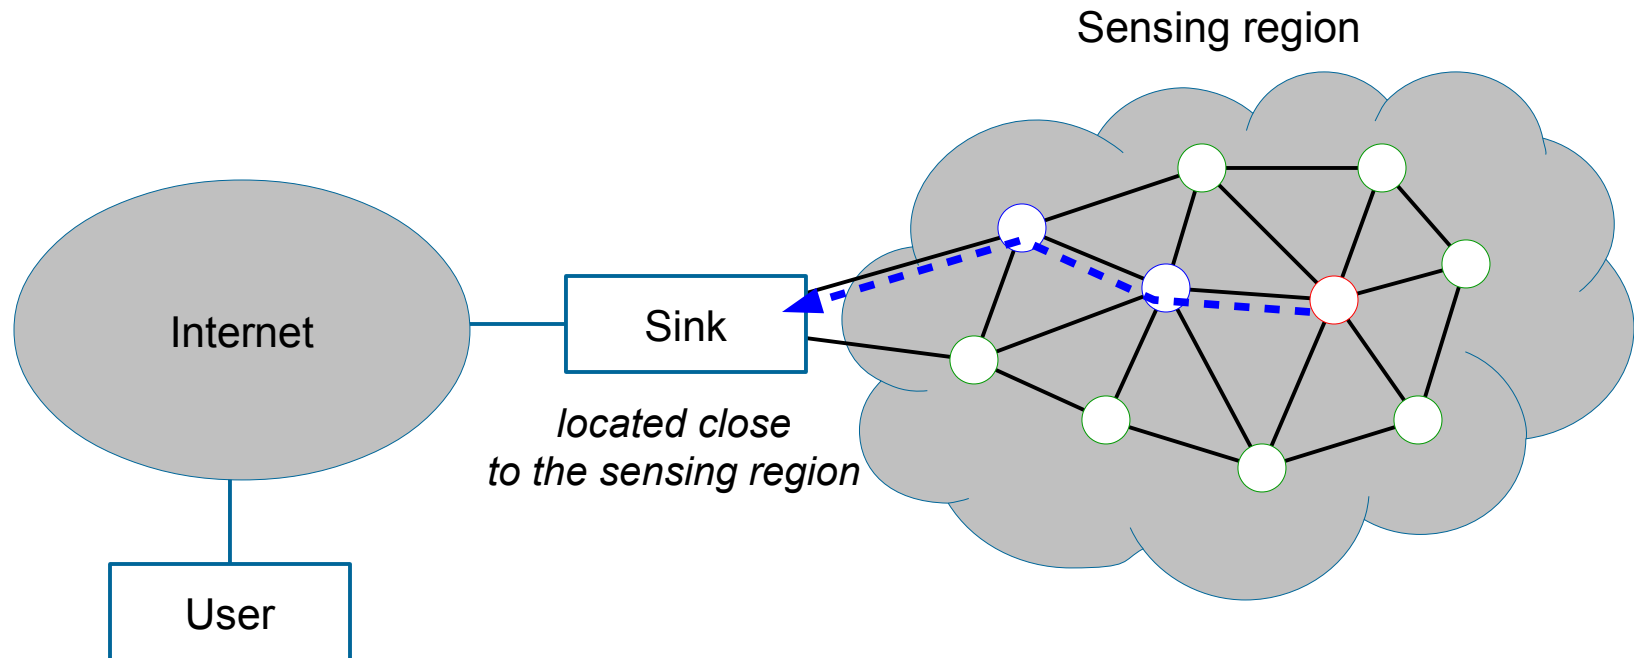 Sensing region
Internet
Sink
located close
to the sensing region
User